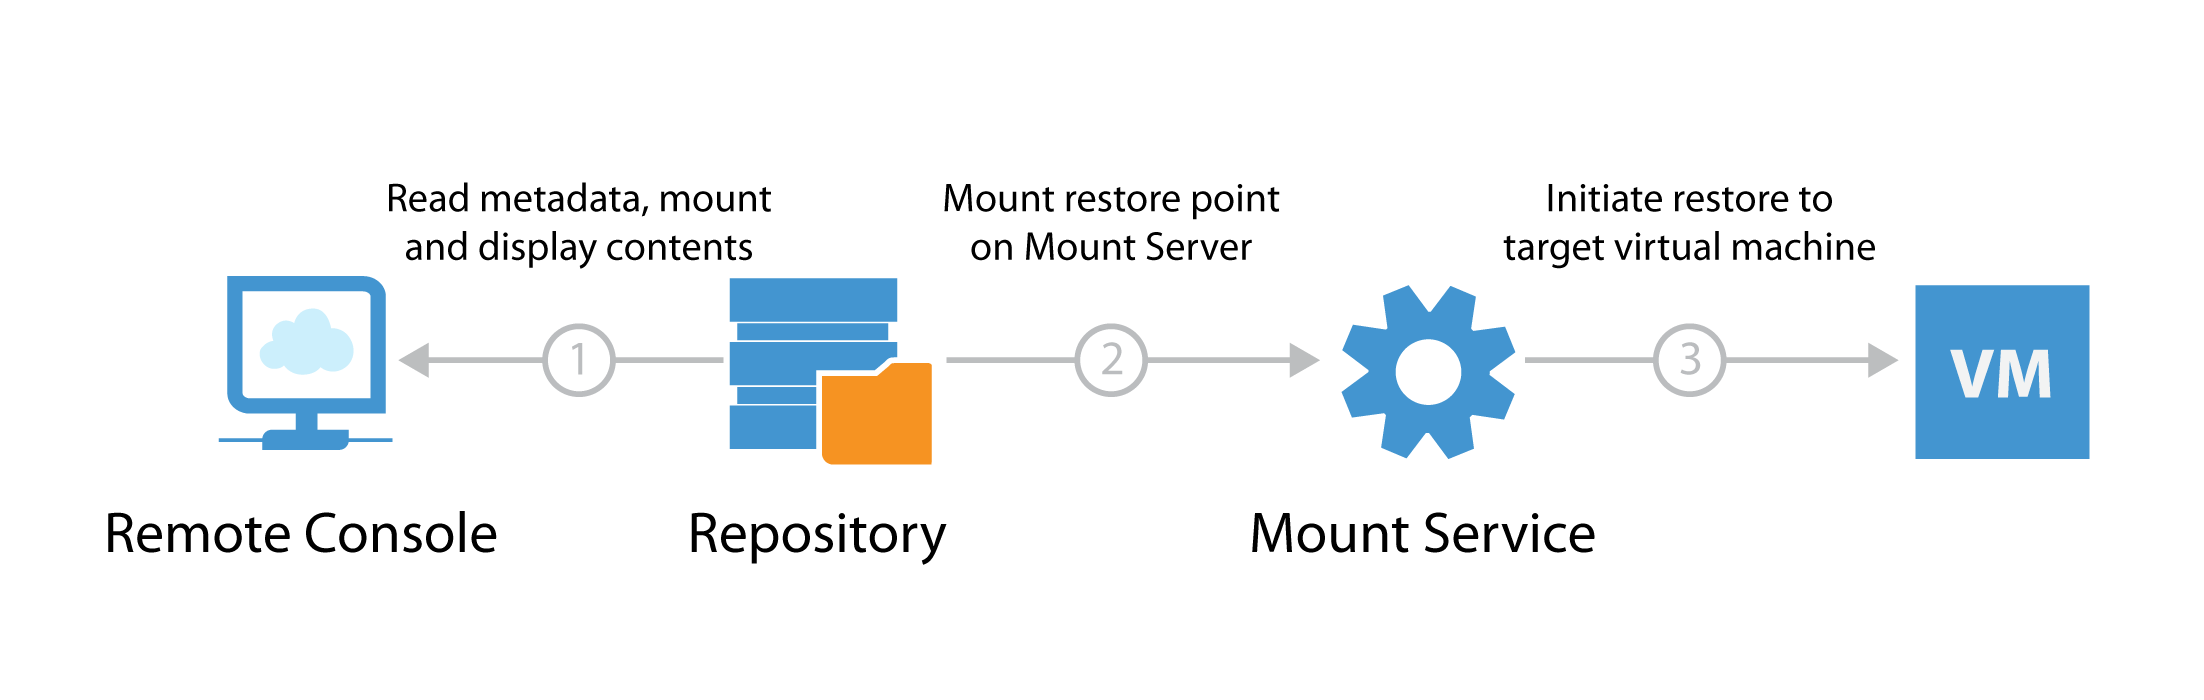 Read metadata, mount
and display contents
Mount restore point
on Mount Server
Initiate restore to
target virtual machine
1
2
3
VM
Remote Console
Repository
Mount Service